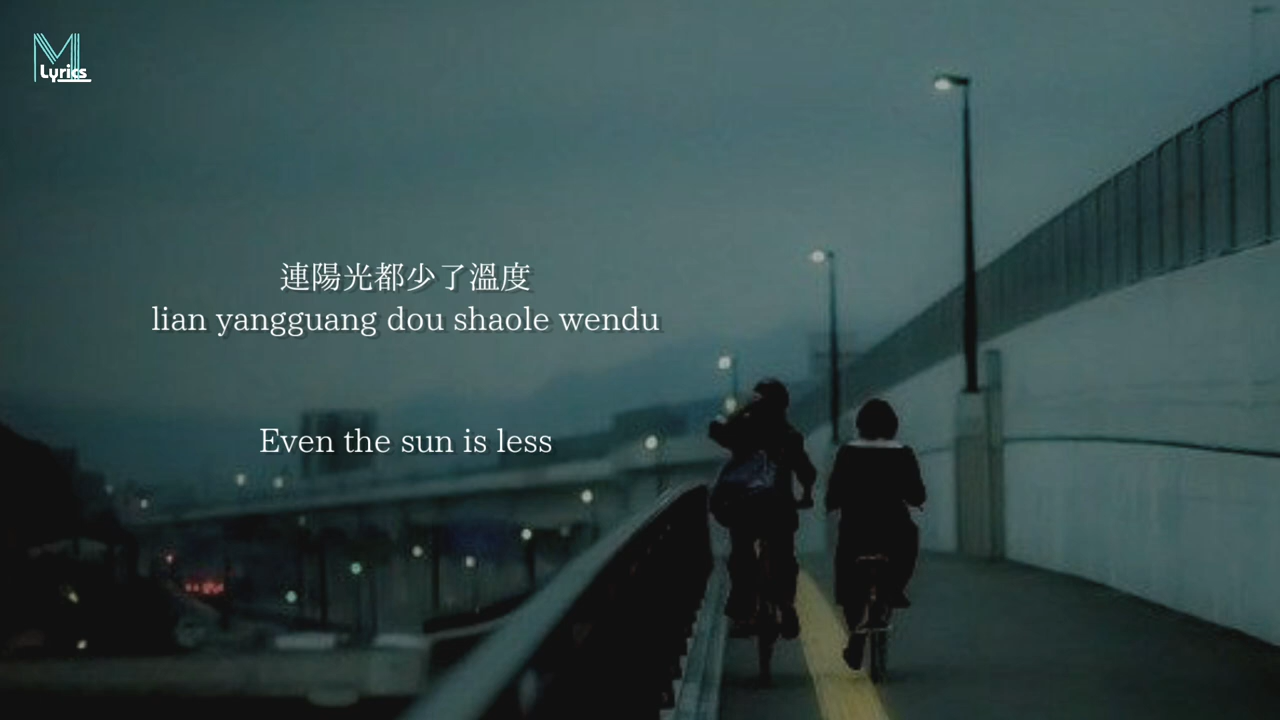 M
Lyrics
連陽光都少了溫度
lian yangguang dou shaole wendu
Even the sun is less